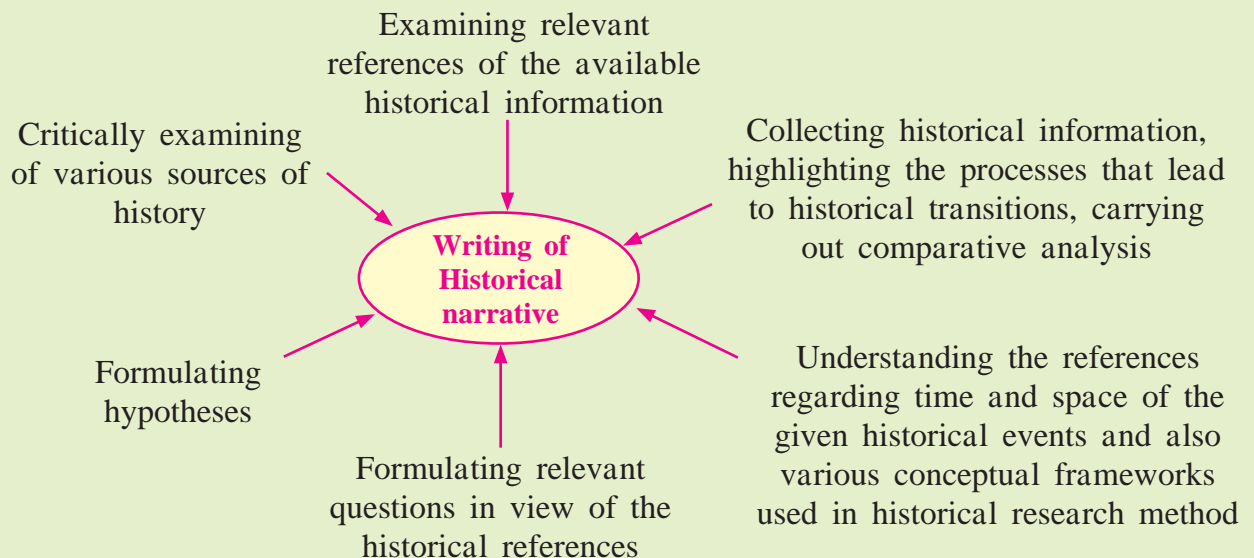 Examining relevant
references of the available
historical information
Critically examining
of various sources of
history
Collecting historical information,
highlighting the processes that lead
to historical transitions, carrying
out comparative analysis
Writing of
Historical
narrative
Formulating
hypotheses
Formulating relevant
questions in view of the
historical references
Understanding the references
regarding time and space of the
given historical events and also
various conceptual frameworks
used in historical research method